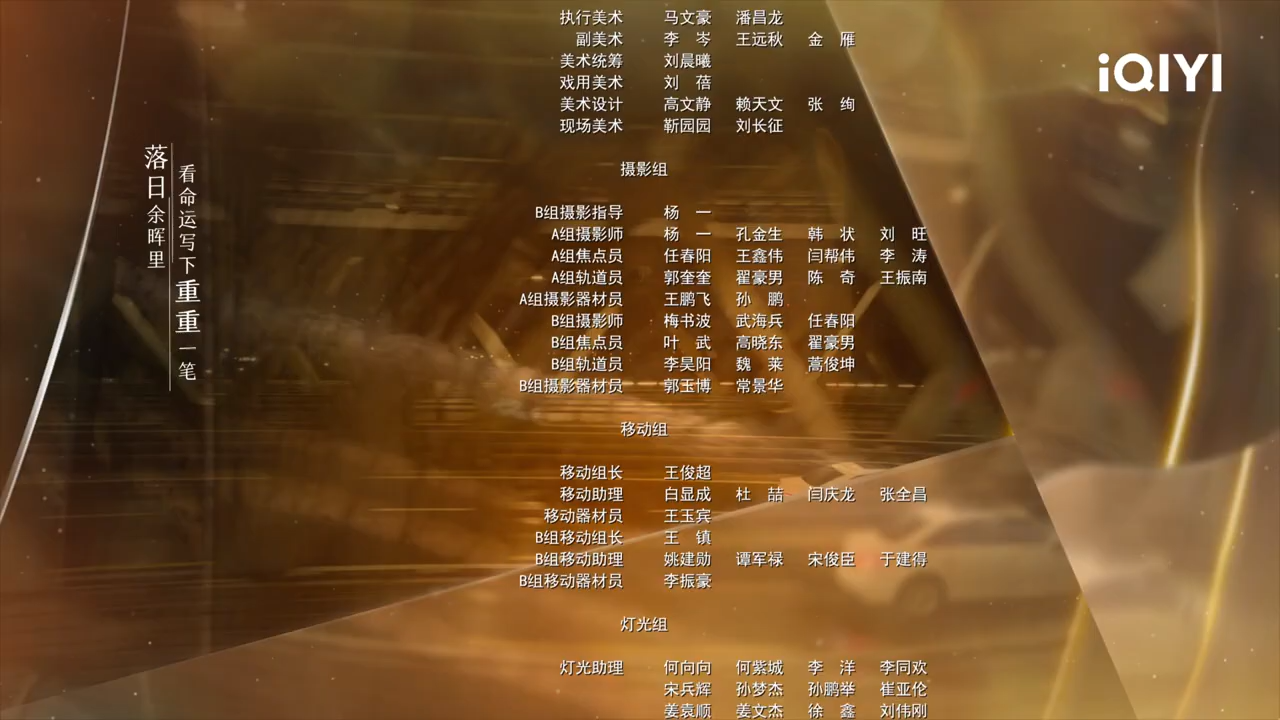 iQIYI
落日余晖里
看命运写下重重一笔
执行美术 马文豪 潘昌龙
副美术 李 岑 王远秋 金 雁
美术统筹 刘晨曦
戏用美术 刘 蓓
美术设计 高文静 赖天文 张 绚
现场美术 靳园园 刘长征
摄影组
B组摄影指导 杨 一
A组摄影师 杨 一 孔金生 韩 状 刘 旺
A组焦点员 任春阳 王鑫伟 闫帮伟 李 涛
A组轨道员 郭奎奎 翟豪男 陈 奇 王振南
A组摄影器材员 王鹏飞 孙 鹏
B组摄影师 梅书波 武海兵 任春阳
B组焦点员 叶 武 高晓东 翟豪男
B组轨道员 李昊阳 魏 莱 蒿俊坤
B组摄影器材员 郭玉博 常景华
移动组
移动组长 王俊超
移动助理 白显成 杜 喆 闫庆龙 张全昌
移动器材员 王玉宾
B组移动组长 王 镇
B组移动助理 姚建勋 谭军禄 宋俊臣 于建得
B组移动器材员 李振豪
灯光组
灯光助理 何向向 何紫城 李 洋 李同欢
宋兵辉 孙梦杰 孙鹏举 崔亚伦
姜袁顺 姜文杰 徐 鑫 刘伟刚